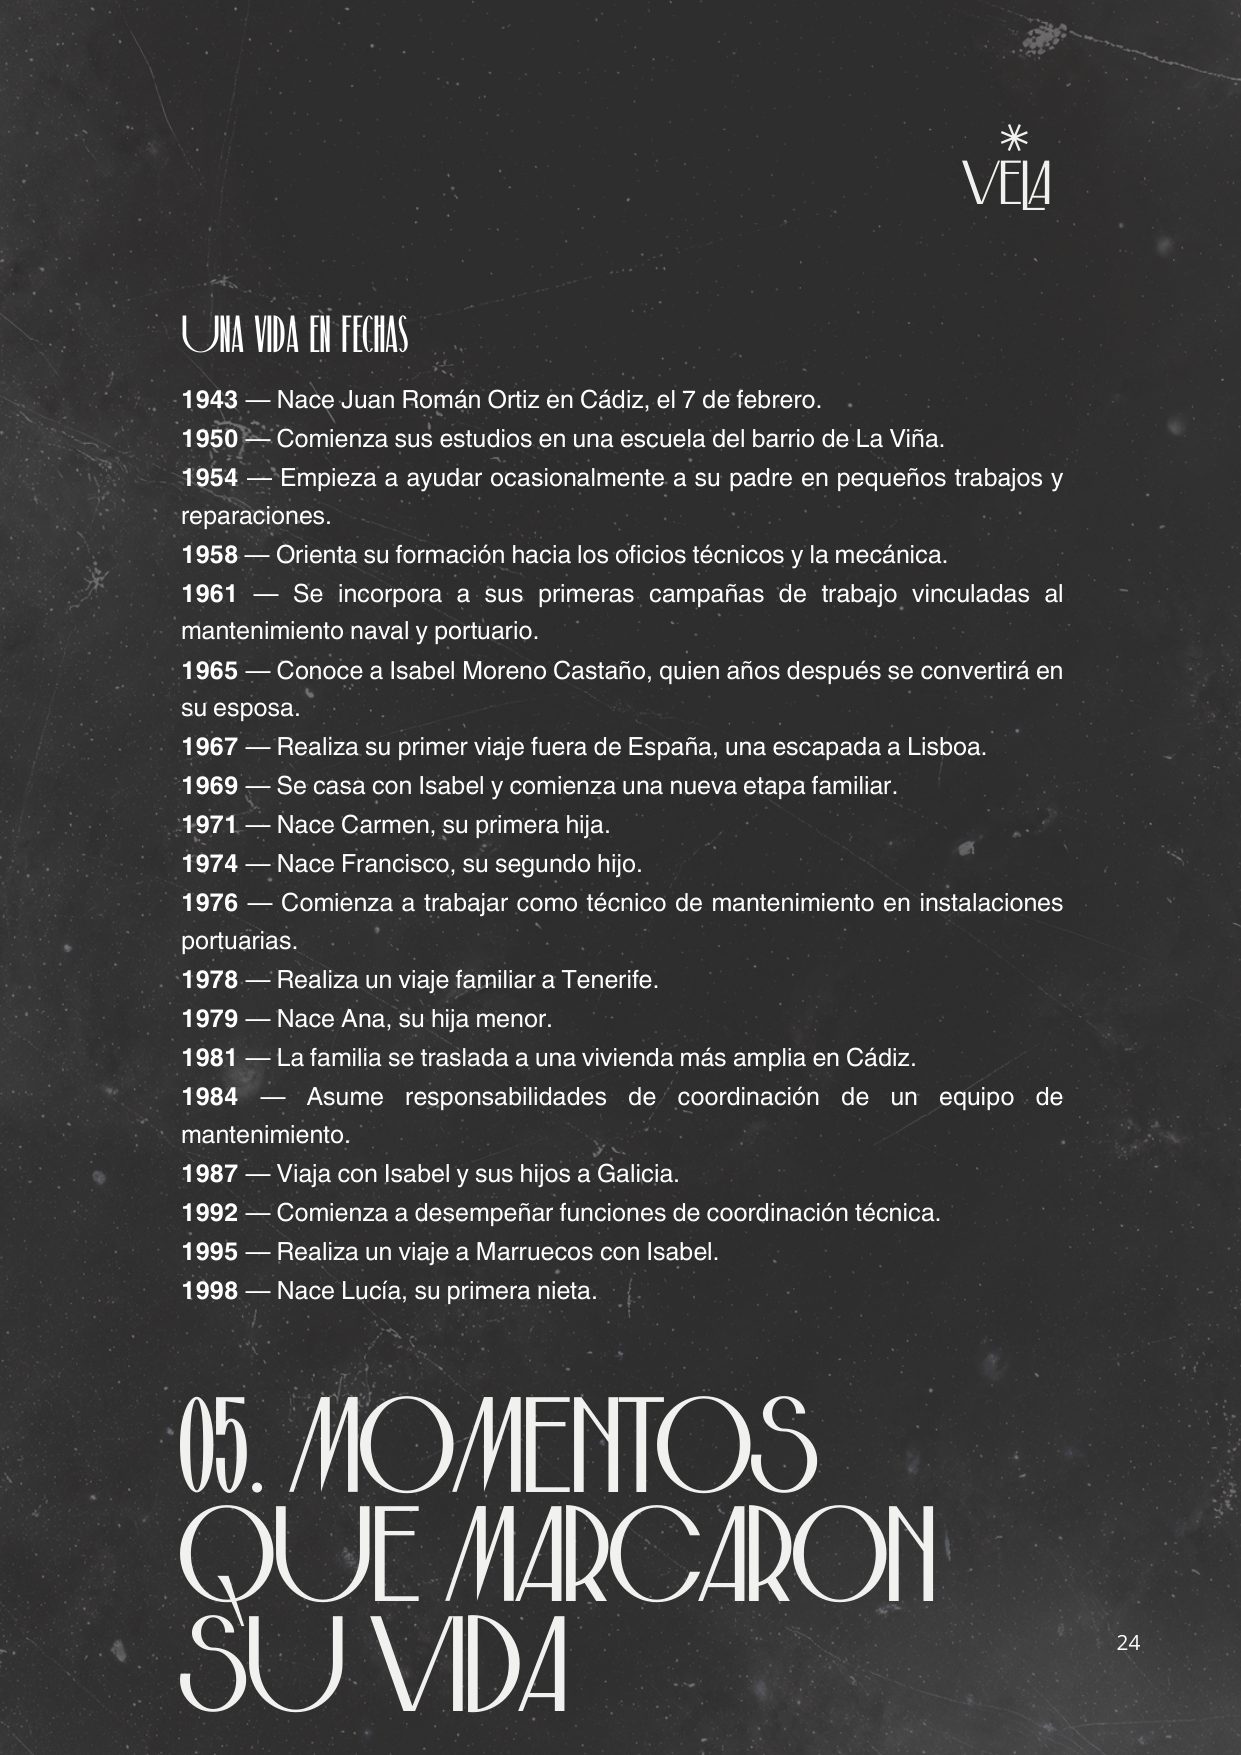 VELA
Una vida en fechas
1943 — Nace Juan Román Ortiz en Cádiz, el 7 de febrero.
1950 — Comienza sus estudios en una escuela del barrio de La Viña.
1954 — Empieza a ayudar ocasionalmente a su padre en pequeños trabajos y
reparaciones.
1958 — Orienta su formación hacia los oficios técnicos y la mecánica.
1961 — Se incorpora a sus primeras campañas de trabajo vinculadas al
mantenimiento naval y portuario.
1965 — Conoce a Isabel Moreno Castaño, quien años después se convertirá en
su esposa.
1967 — Realiza su primer viaje fuera de España, una escapada a Lisboa.
1969 — Se casa con Isabel y comienza una nueva etapa familiar.
1971 — Nace Carmen, su primera hija.
1974 — Nace Francisco, su segundo hijo.
1976 — Comienza a trabajar como técnico de mantenimiento en instalaciones
portuarias.
1978 — Realiza un viaje familiar a Tenerife.
1979 — Nace Ana, su hija menor.
1981 — La familia se traslada a una vivienda más amplia en Cádiz.
1984 — Asume responsabilidades de coordinación de un equipo de
mantenimiento.
1987 — Viaja con Isabel y sus hijos a Galicia.
1992 — Comienza a desempeñar funciones de coordinación técnica.
1995 — Realiza un viaje a Marruecos con Isabel.
1998 — Nace Lucía, su primera nieta.
05. MOMENTOS
QUE MARCARON
SU VIDA
24